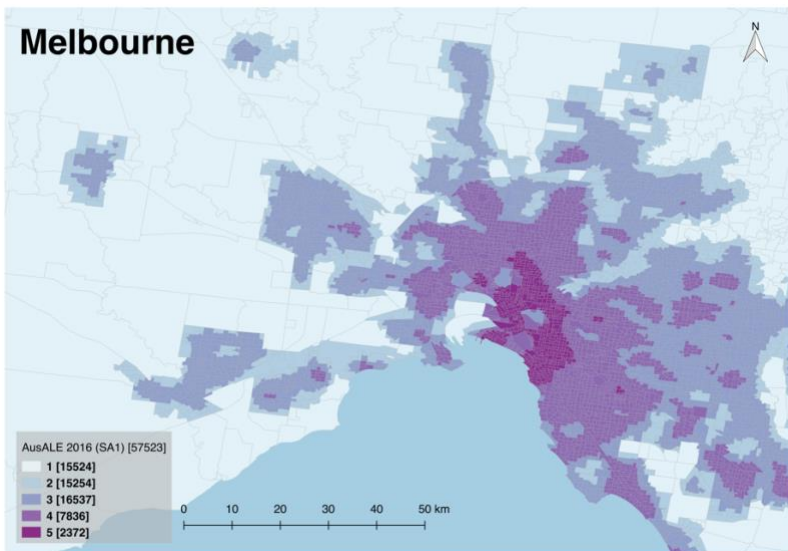 Melbourne
N
AusALE 2016 (SA1) [57523]
1 [15524]
2 [15254]
3 [16537]
4 [7836]
5 [2372]
0 10 20 30 40 50 km